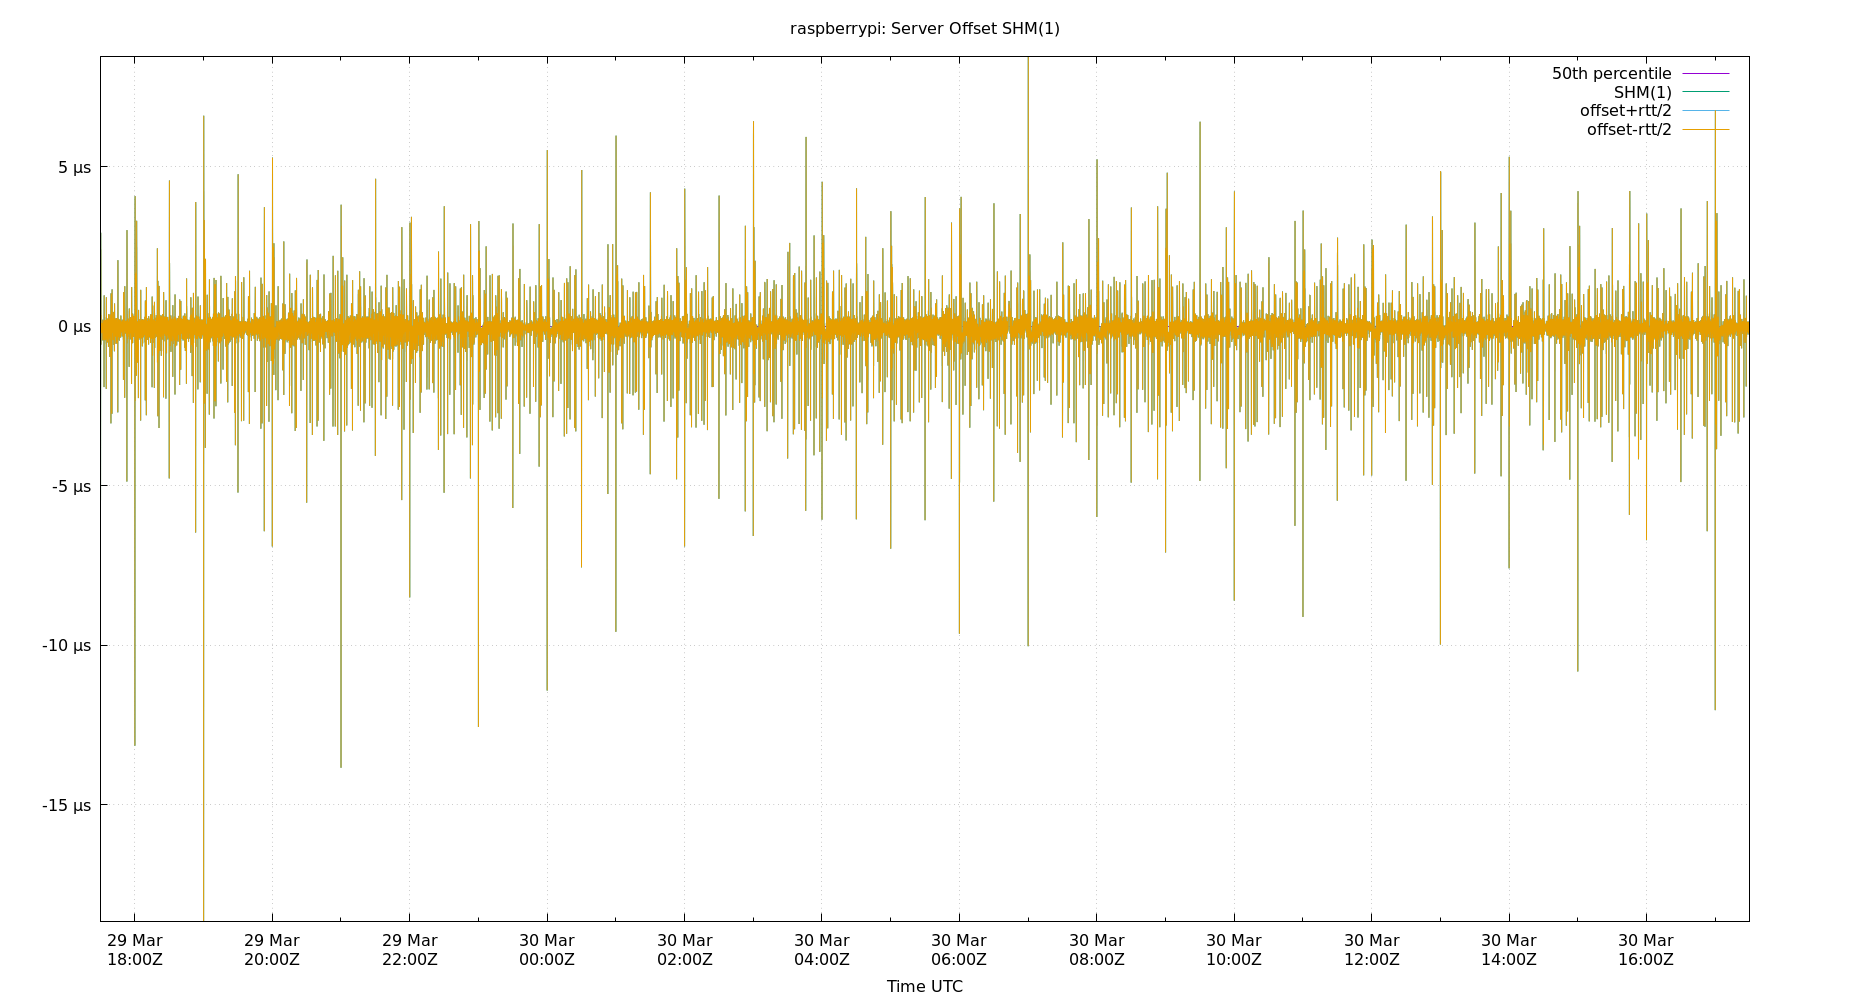 raspberrypi: Server Offset SHM(1)
50th percentile
SHM(1)
offset+rtt/2
offset-rtt/2
5 µs
0 µs
-5 µs
-10 µs
-15 µs
29 Mar 29 Mar 29 Mar 30 Mar 30 Mar 30 Mar 30 Mar 30 Mar 30 Mar 30 Mar 30 Mar 30 Mar
18:00Z 20:00Z 22:00Z 00:00Z 02:00Z 04:00Z 06:00Z 08:00Z 10:00Z 12:00Z 14:00Z 16:00Z
Time UTC